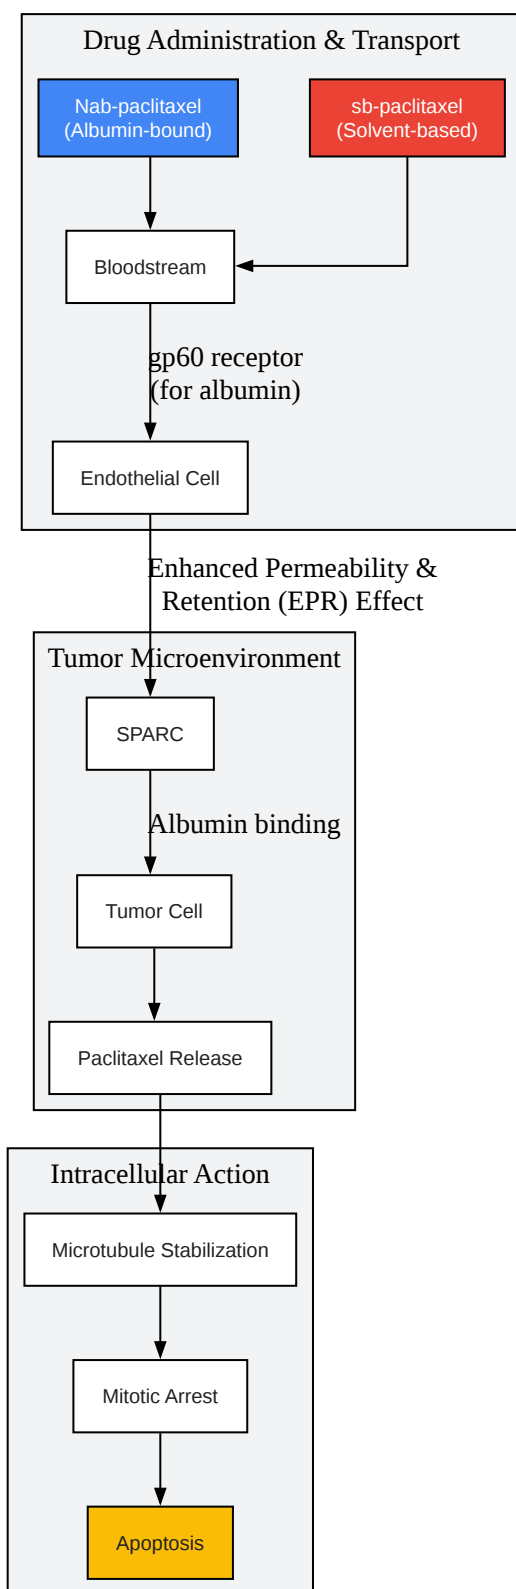 Drug Administration & Transport
Nab-paclitaxel
(Albumin-bound)
sb-paclitaxel
(Solvent-based)
Bloodstream
gp60 receptor
(for albumin)
Endothelial Cell
Enhanced Permeability &
Retention (EPR) Effect
Tumor Microenvironment
SPARC
Albumin binding
Tumor Cell
Paclitaxel Release
Intracellular Action
Microtubule Stabilization
Mitotic Arrest
Apoptosis